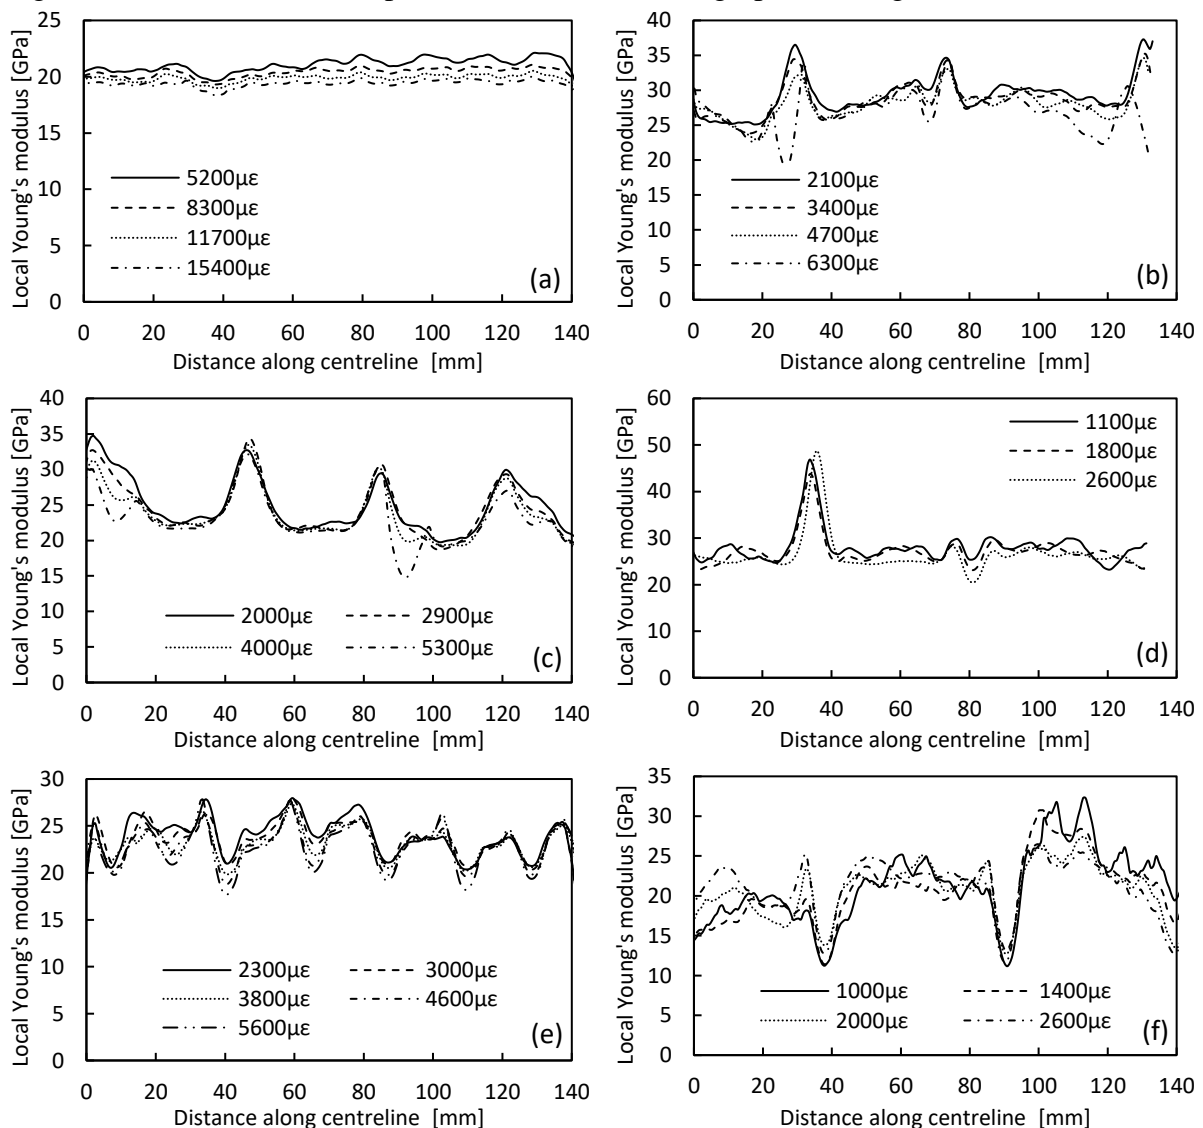 Local Young's modulus [GPa]
25
20
15
10
5
0
5200µε
8300µε
11700µε
15400µε
(a)
0 20 40 60 80 100 120 140
Distance along centreline [mm]
Local Young's modulus [GPa]
40
35
30
25
20
15
10
5
0
2100µε
3400µε
4700µε
6300µε
(b)
0 20 40 60 80 100 120 140
Distance along centreline [mm]
Local Young's modulus [GPa]
40
35
30
25
20
15
10
5
0
2000µε 2900µε
4000µε 5300µε
(c)
0 20 40 60 80 100 120 140
Distance along centreline [mm]
Local Young's modulus [GPa]
60
50
40
30
20
10
0
1100µε
1800µε
2600µε
(d)
0 20 40 60 80 100 120 140
Distance along centreline [mm]
Local Young's modulus [GPa]
30
25
20
15
10
5
0
2300µε 3000µε
3800µε 4600µε
5600µε
(e)
0 20 40 60 80 100 120 140
Distance along centreline [mm]
Local Young's modulus [GPa]
35
30
25
20
15
10
5
0
1000µε 1400µε
2000µε 2600µε
(f)
0 20 40 60 80 100 120 140
Distance along centreline [mm]